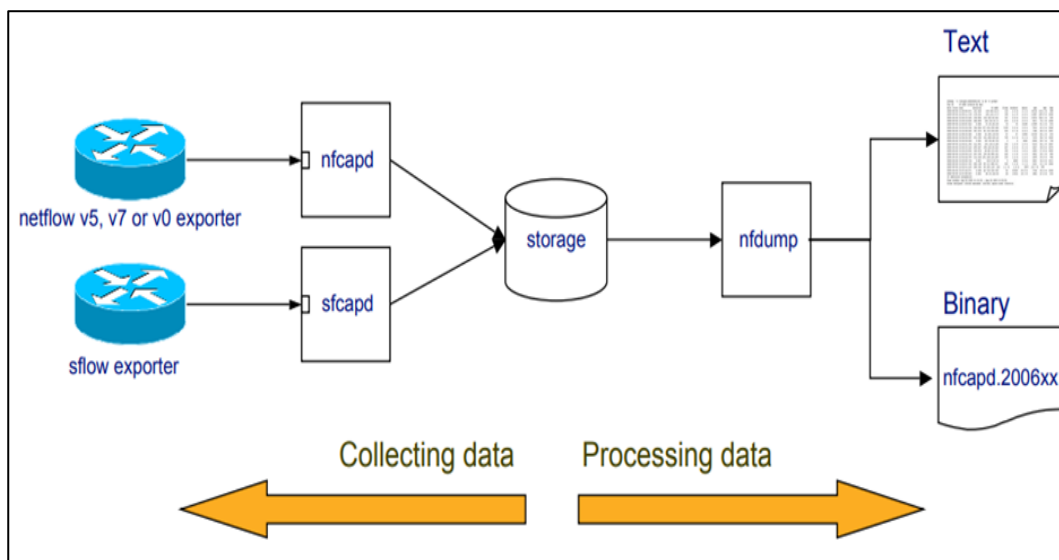 Text
nfcapd
netflow v5, v7 or v0 exporter
storage
nfdump
sfcapd
sflow exporter
Binary
nfcapd.2006xx
Collecting data
Processing data